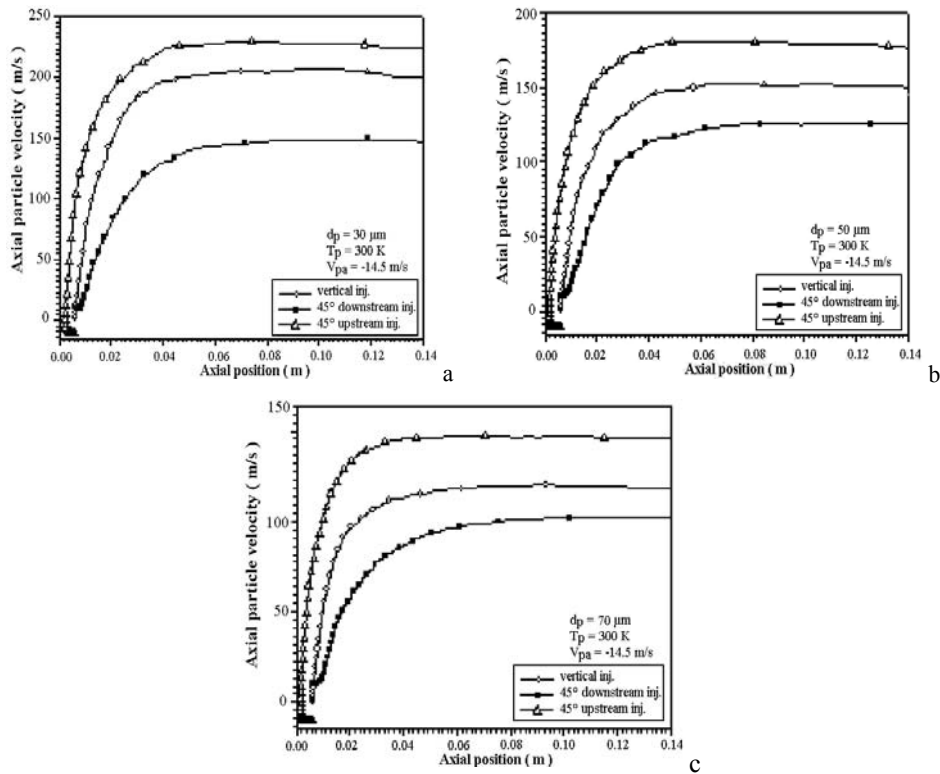 250
200
150
100
50
0
Axial particle velocity ( m/s )
dp = 30 µm
Tp = 300 K
Vpa = -14.5 m/s
vertical inj.
45° downstream inj.
45° upstream inj.
0.00 0.02 0.04 0.06 0.08 0.10 0.12 0.14
Axial position ( m )
a
200
150
100
50
0
Axial particle velocity ( m/s )
dp = 50 µm
Tp = 300 K
Vpa = -14.5 m/s
vertical inj.
45° downstream inj.
45° upstream inj.
0.00 0.02 0.04 0.06 0.08 0.10 0.12 0.14
Axial position ( m )
b
150
100
50
0
Axial particle velocity ( m/s )
dp = 70 µm
Tp = 300 K
Vpa = -14.5 m/s
vertical inj.
45° downstream inj.
45° upstream inj.
0.00 0.02 0.04 0.06 0.08 0.10 0.12 0.14
Axial position ( m )
c